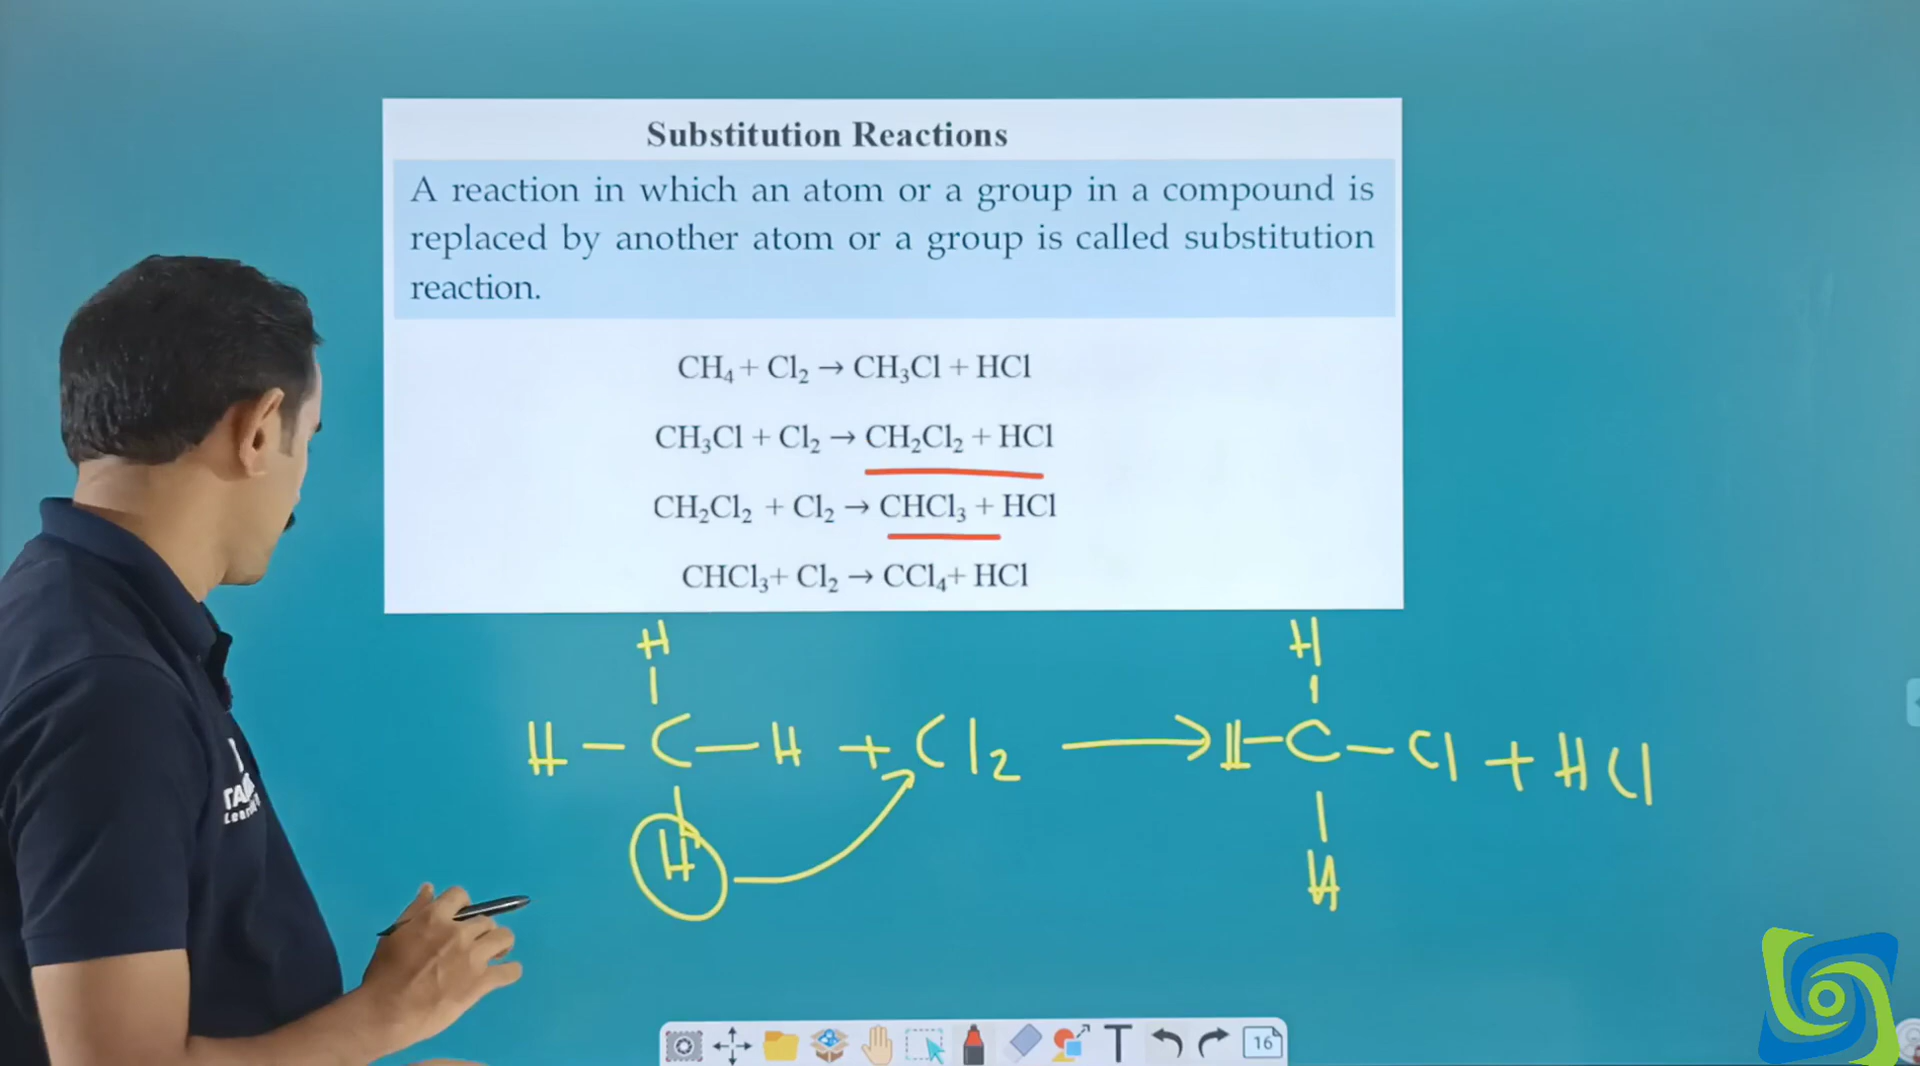 Substitution Reactions
A reaction in which an atom or a group in a compound is
replaced by another atom or a group is called substitution
reaction.
CH₄ + Cl₂ → CH₃Cl + HCl
CH₃Cl + Cl₂ → CH₂Cl₂ + HCl
CH₂Cl₂ + Cl₂ → CHCl₃ + HCl
CHCl₃ + Cl₂ → CCl₄ + HCl
H H
H – C – H + Cl₂ → H – C – Cl + HCl
H H
16